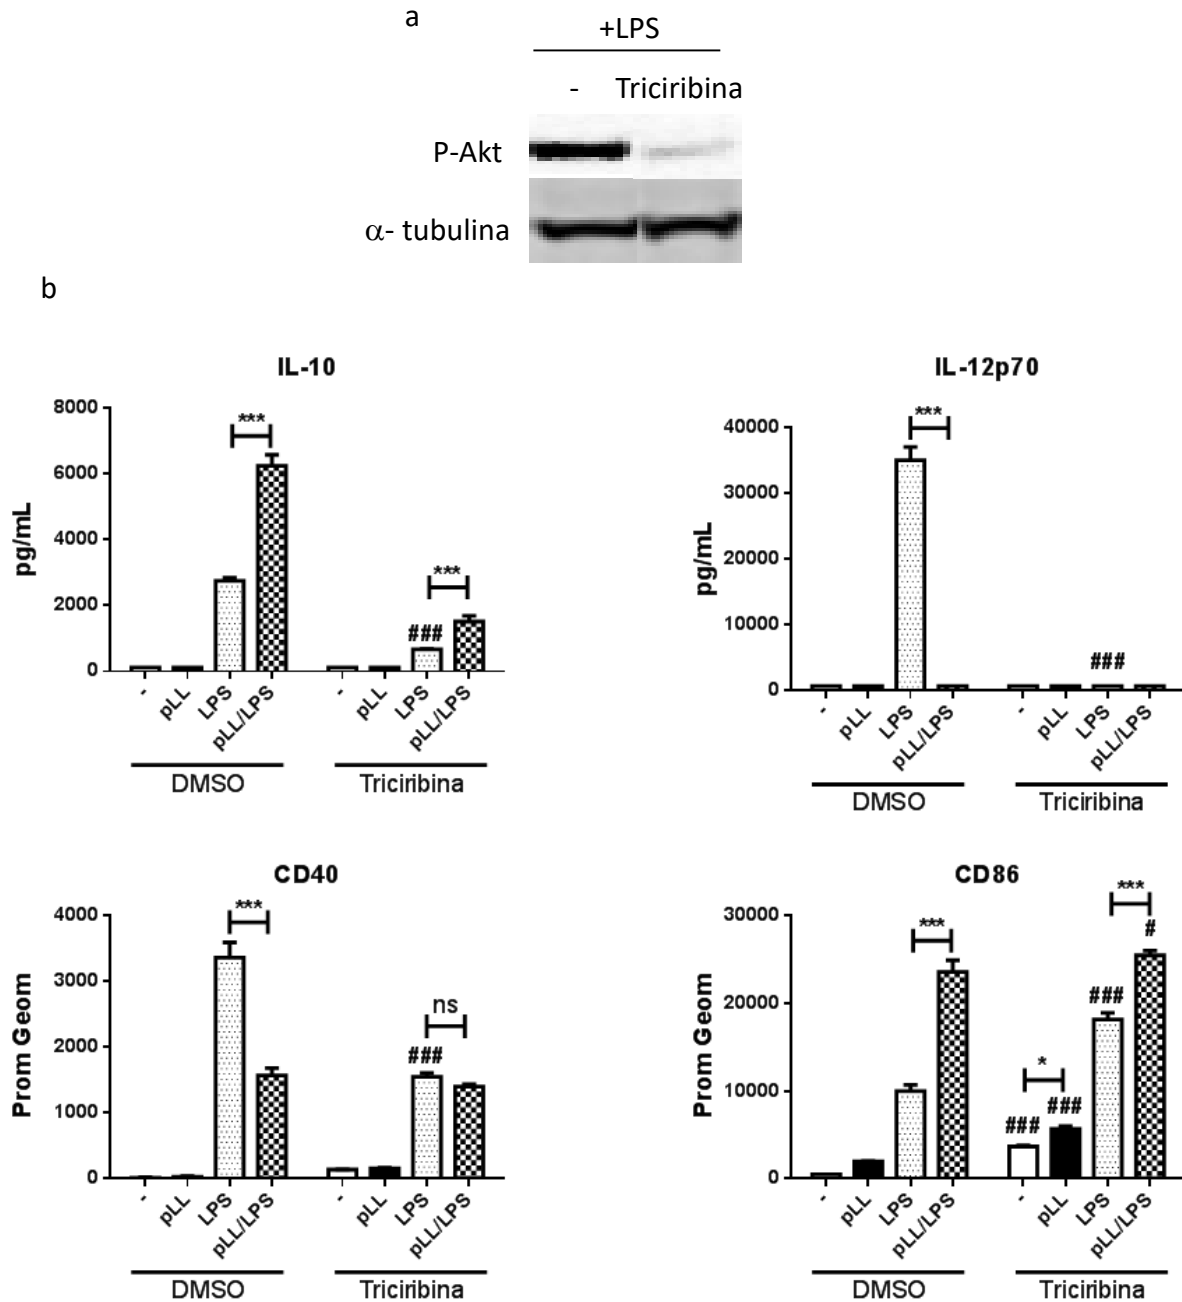 a
+LPS
- Triciribina
P-Akt
α- tubulina
b
IL-10
8000
6000
4000
2000
0
pg/mL
***
***
###
- pLL LPS pLL/LPS - pLL LPS pLL/LPS
DMSO Triciribina
IL-12p70
40000
30000
20000
10000
0
pg/mL
***
###
- pLL LPS pLL/LPS - pLL LPS pLL/LPS
DMSO Triciribina
CD40
4000
3000
2000
1000
0
Prom Geom
***
ns
###
- pLL LPS pLL/LPS - pLL LPS pLL/LPS
DMSO Triciribina
CD86
30000
20000
10000
0
Prom Geom
***
***
#
###
*
### ###
- pLL LPS pLL/LPS - pLL LPS pLL/LPS
DMSO Triciribina